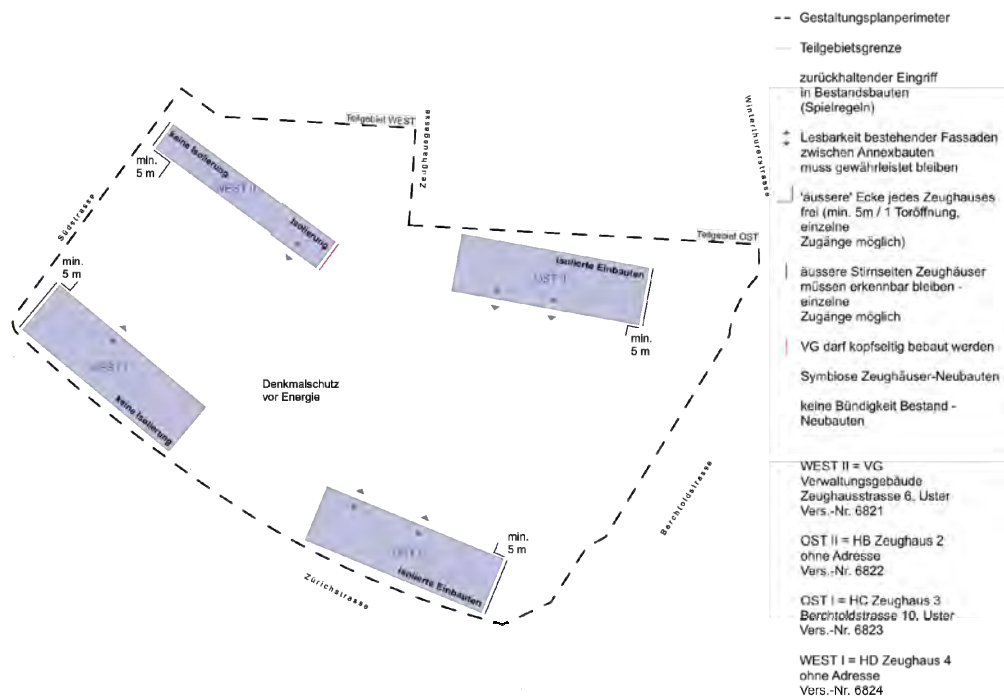 Teilgebiet WEST
Zeughausgasse
Winterthurerstrasse
keine Isolierung
WEST II
Isolierung
min.
5 m
Südstrasse
Teilgebiet OST
isolierte Einbauten
OST II
min.
5 m
min.
5 m
WEST I
keine Isolierung
Denkmalschutz
vor Energie
Berchtoldstrasse
OST I
isolierte Einbauten
min.
5 m
Zürichstrasse
Gestaltungsplanperimeter
Teilgebietsgrenze
zurückhaltender Eingriff
in Bestandsbauten
(Spielregeln)
Lesbarkeit bestehender Fassaden
zwischen Annexbauten
muss gewährleistet bleiben
'äussere' Ecke jedes Zeughauses
frei (min. 5m / 1 Toröffnung,
einzelne
Zugänge möglich)
äussere Stirnseiten Zeughäuser
müssen erkennbar bleiben -
einzelne
Zugänge möglich
VG darf kopfseitig bebaut werden
Symbiose Zeughäuser-Neubauten
keine Bündigkeit Bestand -
Neubauten
WEST II = VG
Verwaltungsgebäude
Zeughausstrasse 6, Uster
Vers.-Nr. 6821
OST II = HB Zeughaus 2
ohne Adresse
Vers.-Nr. 6822
OST I = HC Zeughaus 3
Berchtoldstrasse 10, Uster
Vers.-Nr. 6823
WEST I = HD Zeughaus 4
ohne Adresse
Vers.-Nr. 6824